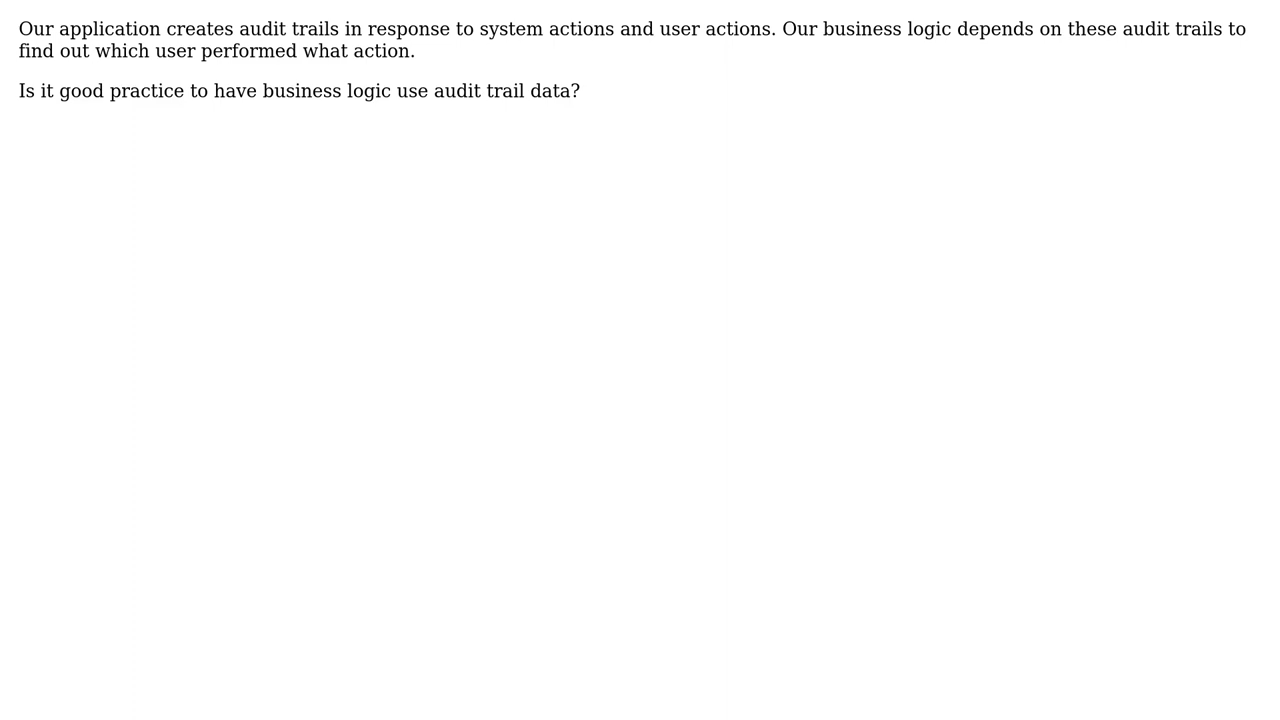 Our application creates audit trails in response to system actions and user actions. Our business logic depends on these audit trails to
find out which user performed what action.
Is it good practice to have business logic use audit trail data?